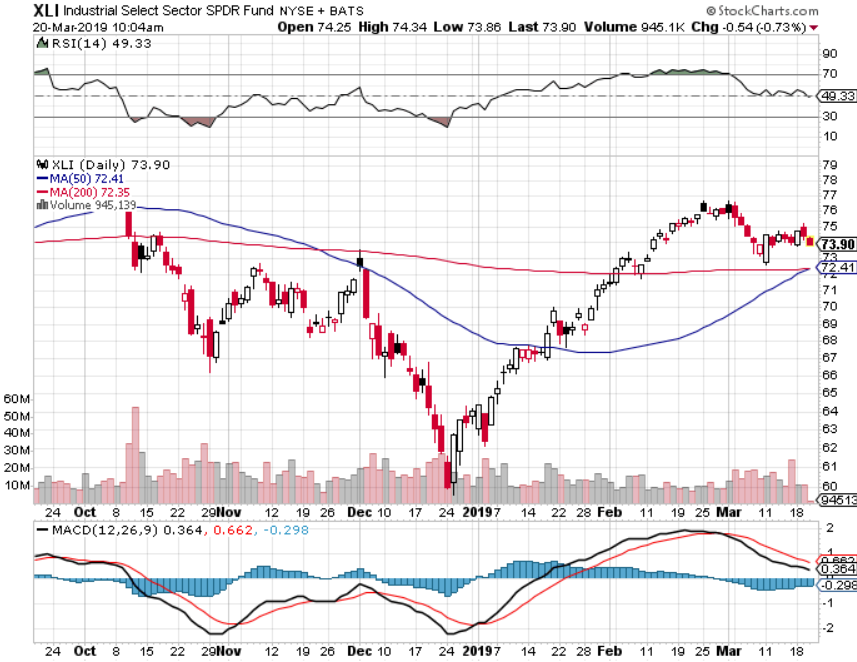 XLI Industrial Select Sector SPDR Fund NYSE + BATS © StockCharts.com
20-Mar-2019 10:04am Open 74.25 High 74.34 Low 73.86 Last 73.90 Volume 945.1K Chg -0.54 (-0.73%)
RSI(14) 49.33
90
70
49.33
30
10
XLI (Daily) 73.90
MA(50) 72.41
MA(200) 72.35
Volume 945,139
79
78
77
76
75
73.90
73
72.41
72
71
70
69
68
67
66
65
64
63
62
61
60
94513
60M
50M
40M
30M
20M
10M
24 Oct 8 15 22 29 Nov 12 19 26 Dec 10 17 24 2019 7 14 22 28 Feb 11 19 25 Mar 11 18
MACD(12,26,9) 0.364, 0.662, -0.298
2
1
0.662
0.364
-0.298
-1
-2
24 Oct 8 15 22 29 Nov 12 19 26 Dec 10 17 24 2019 7 14 22 28 Feb 11 19 25 Mar 11 18